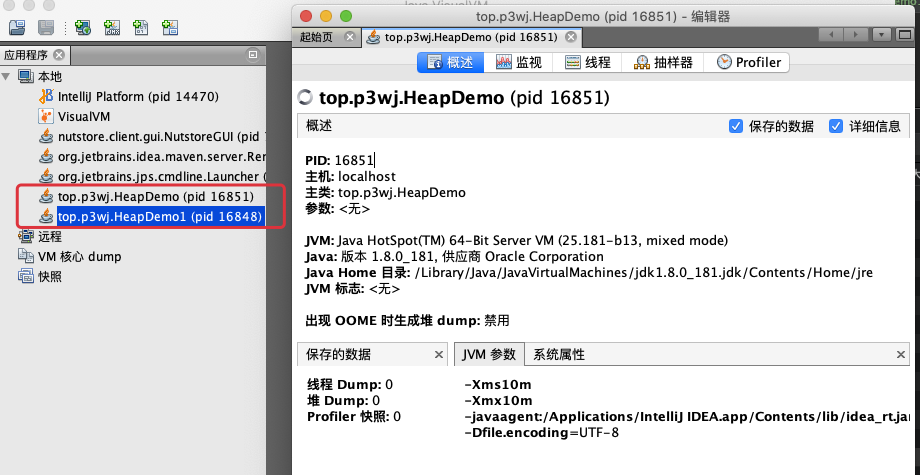 Java VisualVM
top.p3wj.HeapDemo (pid 16851) - 编辑器
起始页
top.p3wj.HeapDemo (pid 16851)
概述
监视
线程
抽样器
Profiler
应用程序
本地
IntelliJ Platform (pid 14470)
VisualVM
nutstore.client.gui.NutstoreGUI (pid
org.jetbrains.idea.maven.server.Rem
org.jetbrains.jps.cmdline.Launcher (
top.p3wj.HeapDemo (pid 16851)
top.p3wj.HeapDemo1 (pid 16848)
远程
VM 核心 dump
快照
top.p3wj.HeapDemo (pid 16851)
概述
保存的数据
详细信息
PID: 16851
主机: localhost
主类: top.p3wj.HeapDemo
参数: <无>
JVM: Java HotSpot(TM) 64-Bit Server VM (25.181-b13, mixed mode)
Java: 版本 1.8.0_181, 供应商 Oracle Corporation
Java Home 目录: /Library/Java/JavaVirtualMachines/jdk1.8.0_181.jdk/Contents/Home/jre
JVM 标志: <无>
出现 OOME 时生成堆 dump: 禁用
保存的数据
线程 Dump: 0
堆 Dump: 0
Profiler 快照: 0
JVM 参数
系统属性
-Xms10m
-Xmx10m
-javaagent:/Applications/IntelliJ IDEA.app/Contents/lib/idea_rt.jar
-Dfile.encoding=UTF-8